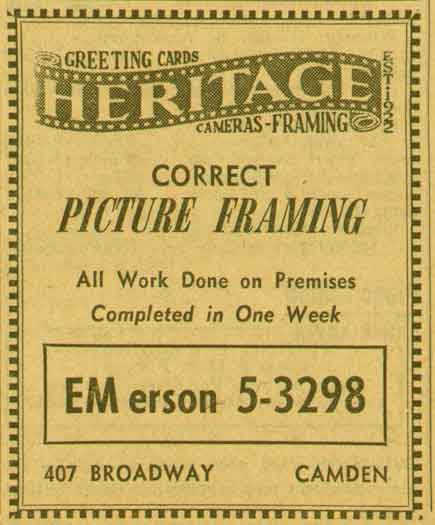 GREETING CARDS
HERITAGE
EST. 1922
CAMERAS-FRAMING
CORRECT
PICTURE FRAMING
All Work Done on Premises
Completed in One Week
EM erson 5-3298
407 BROADWAY CAMDEN